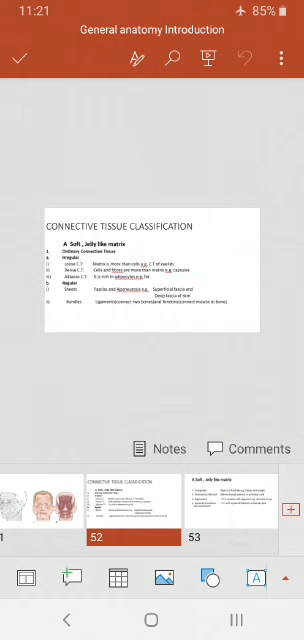 11:21
85%
General anatomy Introduction
CONNECTIVE TISSUE CLASSIFICATION
A Soft , Jelly like matrix
1. Ordinary Connective Tissue
a. Irregular
i) Loose C.T: Matrix is more than cells e.g, C.T of eyelids
ii) Dense C.T: Cells and fibres are more than matrix e.g. capsules
iii) Adipose C.T: It is rich in adipocytes e.g. fat
b. Regular
i) Sheets Fascias and Aponeurosis e.g. Superficial fascia and
Deep fascia of skin
ii) Bundles Ligaments(connect two bones)and Tendons(connect muscle to bone)
Notes
Comments
CONNECTIVE TISSUE CLASSIFICATION
A Soft , Jelly like matrix
1
52
53